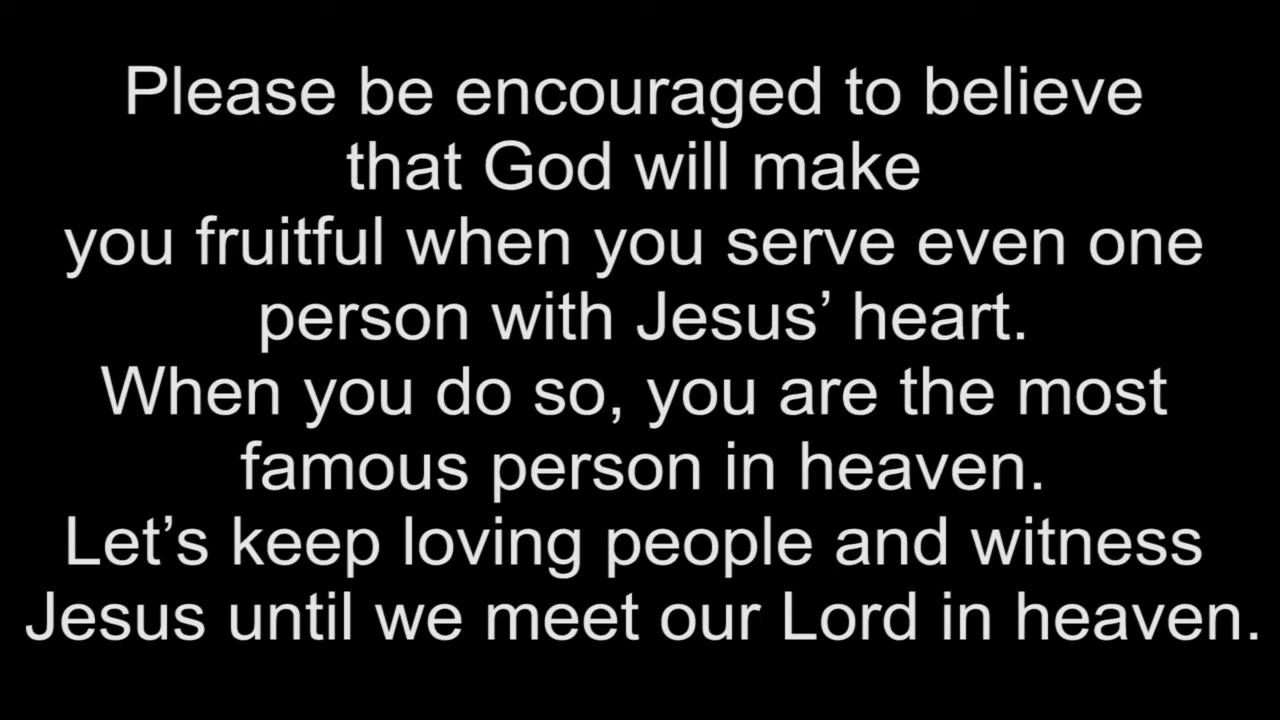 Please be encouraged to believe
that God will make
you fruitful when you serve even one
person with Jesus’ heart.
When you do so, you are the most
famous person in heaven.
Let’s keep loving people and witness
Jesus until we meet our Lord in heaven.